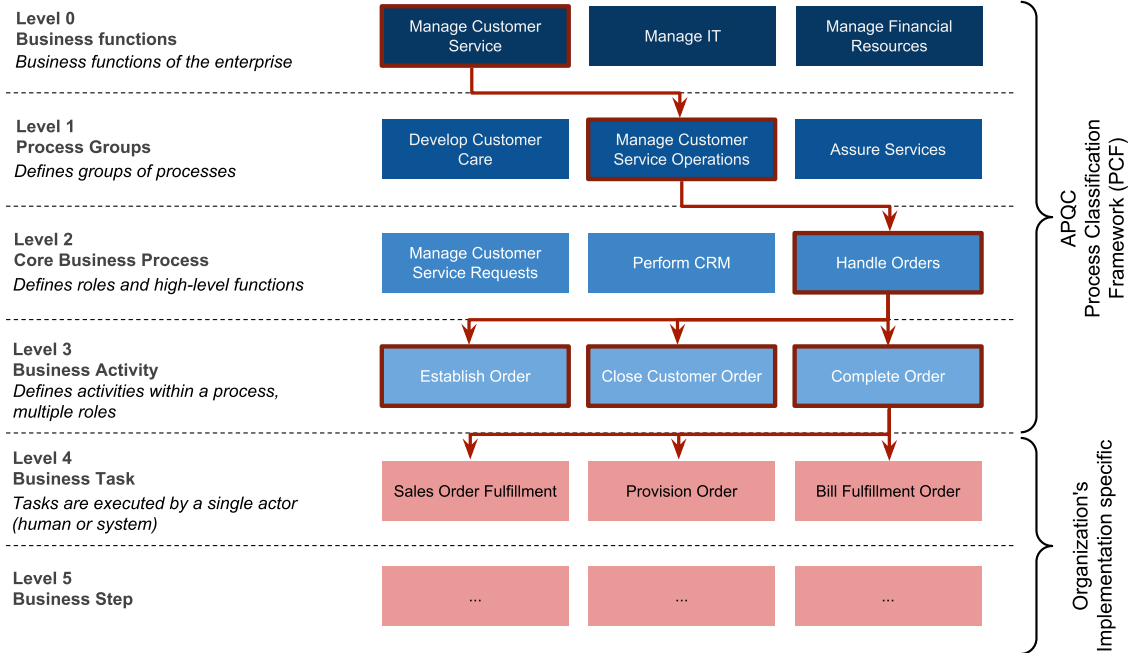 Level 0
Business functions
Business functions of the enterprise
Manage Customer
Service
Manage IT
Manage Financial
Resources
Level 1
Process Groups
Defines groups of processes
Develop Customer
Care
Manage Customer
Service Operations
Assure Services
Level 2
Core Business Process
Defines roles and high-level functions
Manage Customer
Service Requests
Perform CRM
Handle Orders
Level 3
Business Activity
Defines activities within a process,
multiple roles
Establish Order
Close Customer Order
Complete Order
APQC
Process Classification
Framework (PCF)
Level 4
Business Task
Tasks are executed by a single actor
(human or system)
Sales Order Fulfillment
Provision Order
Bill Fulfillment Order
Level 5
Business Step
...
...
...
Organization's
Implementation specific